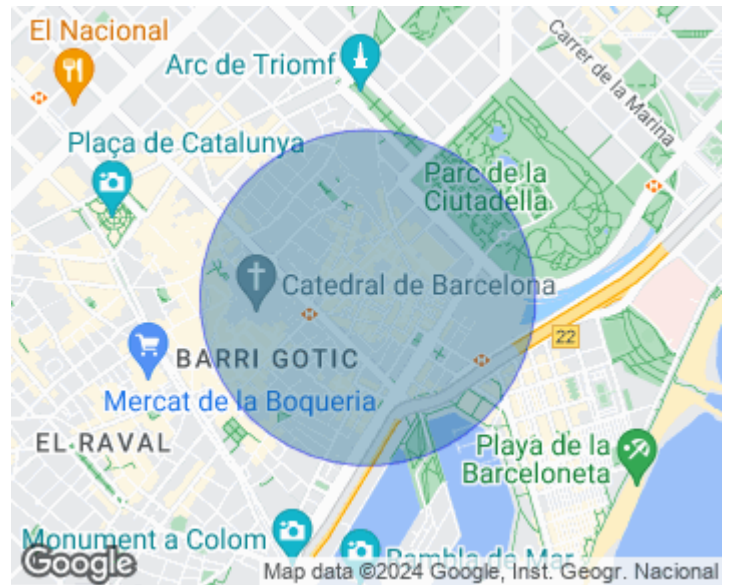 El Nacional
Arc de Triomf
Carrer de la Marina
Plaça de Catalunya
Parc de la
Ciutadella
Catedral de Barcelona
22
BARRI GOTIC
Mercat de la Boqueria
EL RAVAL
Playa de la
Barceloneta
Monument a Colom
Rambla de Mar
Google
Map data ©2024 Google, Inst. Geogr. Nacional